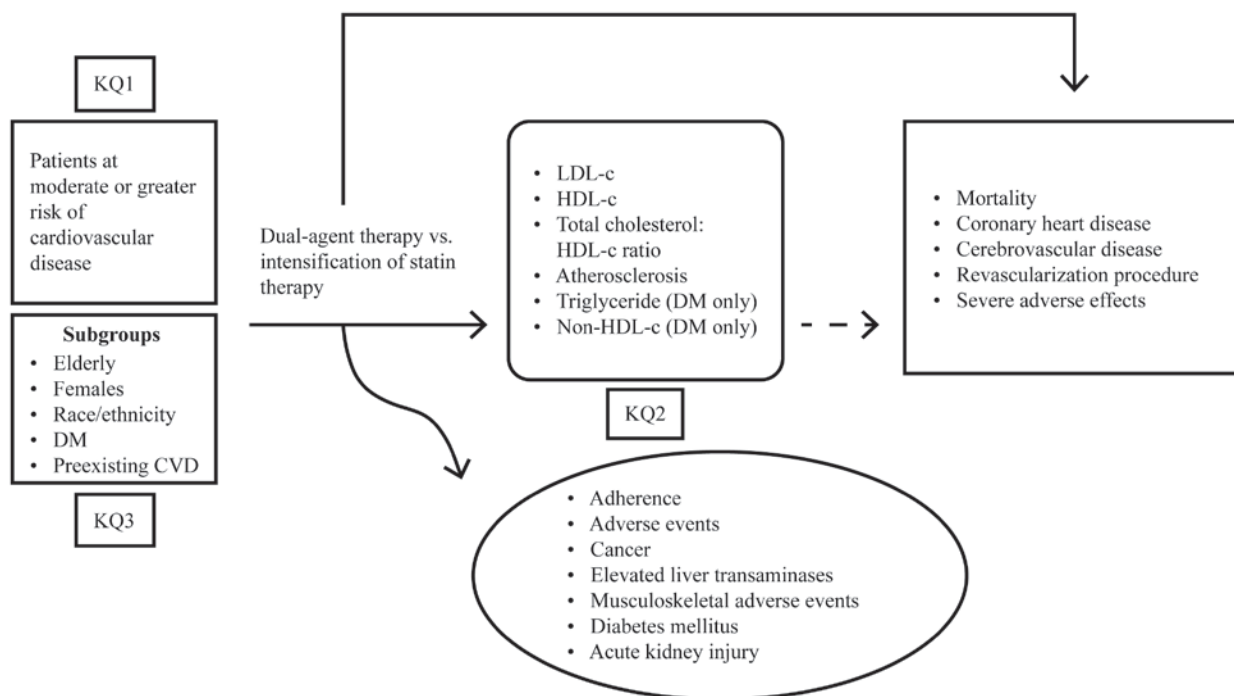 KQ1
Patients at
moderate or greater
risk of
cardiovascular
disease
Subgroups
• Elderly
• Females
• Race/ethnicity
• DM
• Preexisting CVD
KQ3
Dual-agent therapy vs.
intensification of statin
therapy
• LDL-c
• HDL-c
• Total cholesterol:
HDL-c ratio
• Atherosclerosis
• Triglyceride (DM only)
• Non-HDL-c (DM only)
KQ2
• Adherence
• Adverse events
• Cancer
• Elevated liver transaminases
• Musculoskeletal adverse events
• Diabetes mellitus
• Acute kidney injury
• Mortality
• Coronary heart disease
• Cerebrovascular disease
• Revascularization procedure
• Severe adverse effects